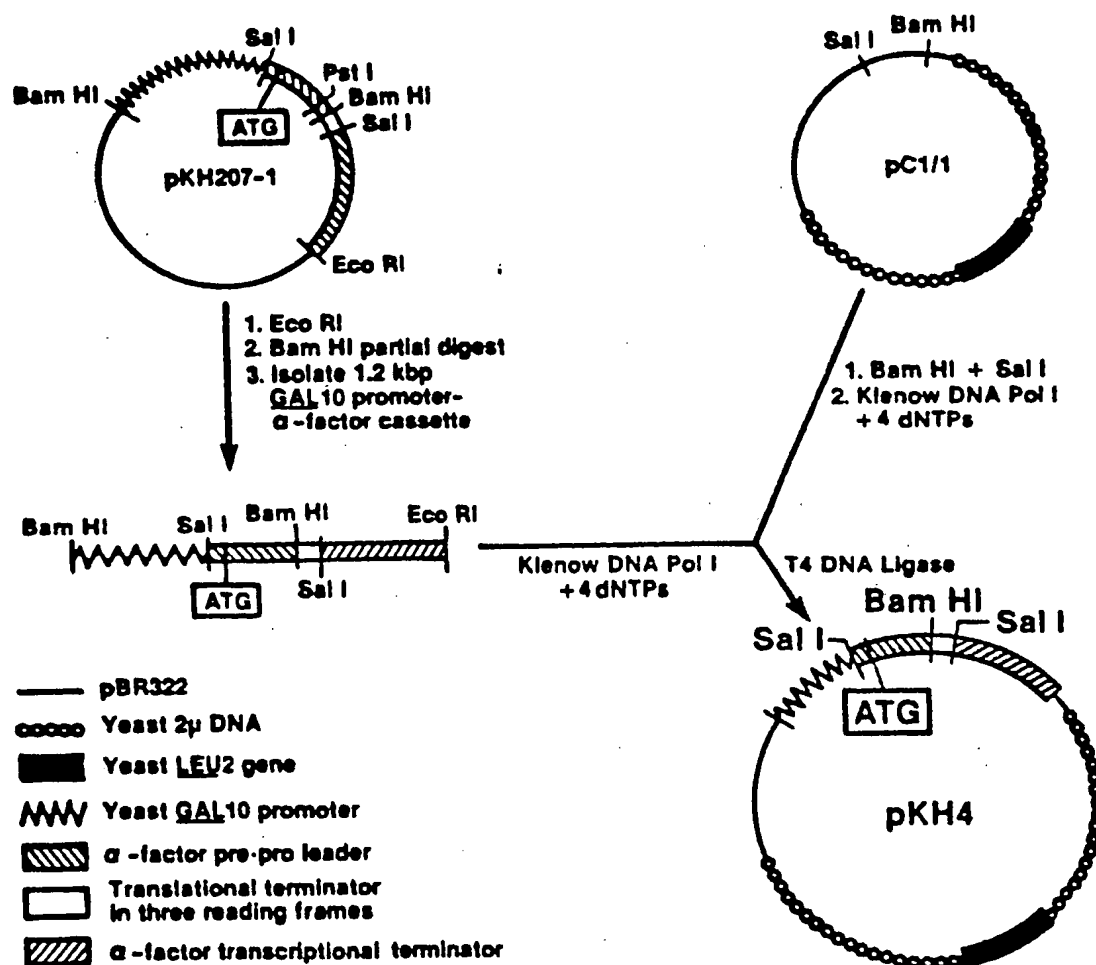 Sal I
Pst I
Bam HI
Bam HI
Sal I
ATG
pKH207-1
Eco RI
Sal I
Bam HI
pC1/1
1. Eco RI
2. Bam HI partial digest
3. Isolate 1.2 kbp
GAL10 promoter-
α-factor cassette
1. Bam HI + Sal I
2. Klenow DNA Pol I
+ 4 dNTPs
Bam HI
Sal I
Bam HI
Eco RI
ATG
Sal I
Klenow DNA Pol I
+ 4 dNTPs
T4 DNA Ligase
Bam HI
Sal I
Sal I
ATG
pKH4
pBR322
Yeast 2μ DNA
Yeast LEU2 gene
Yeast GAL10 promoter
α-factor pre-pro leader
Translational terminator
in three reading frames
α-factor transcriptional terminator